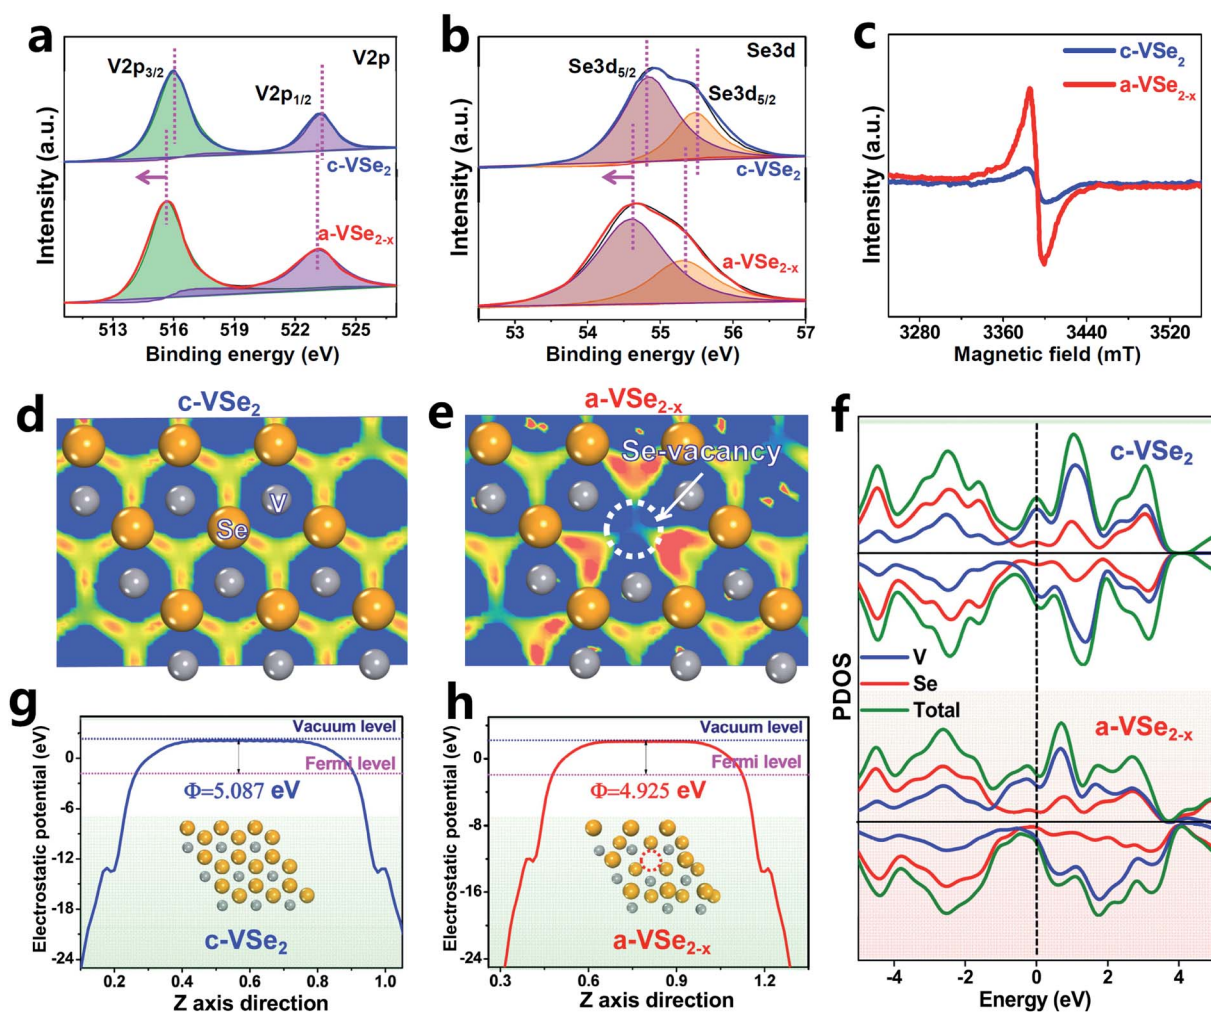 a
V2p
V2p3/2
V2p1/2
c-VSe2
a-VSe2-x
Intensity (a.u.)
513 516 519 522 525
Binding energy (eV)
b
Se3d
Se3d5/2
Se3d5/2
c-VSe2
a-VSe2-x
Intensity (a.u.)
53 54 55 56 57
Binding energy (eV)
c
c-VSe2
a-VSe2-x
Intensity (a.u.)
3280 3360 3440 3520
Magnetic field (mT)
d
c-VSe2
V
Se
e
a-VSe2-x
Se-vacancy
f
c-VSe2
PDOS
V
Se
Total
a-VSe2-x
-4 -2 0 2 4
Energy (eV)
g
Vacuum level
Fermi level
Φ=5.087 eV
c-VSe2
Electrostatic potential (eV)
0
-6
-12
-18
-24
0.2 0.4 0.6 0.8 1.0
Z axis direction
h
Vacuum level
Fermi level
Φ=4.925 eV
a-VSe2-x
Electrostatic potential (eV)
0
-8
-16
-24
0.3 0.6 0.9 1.2
Z axis direction